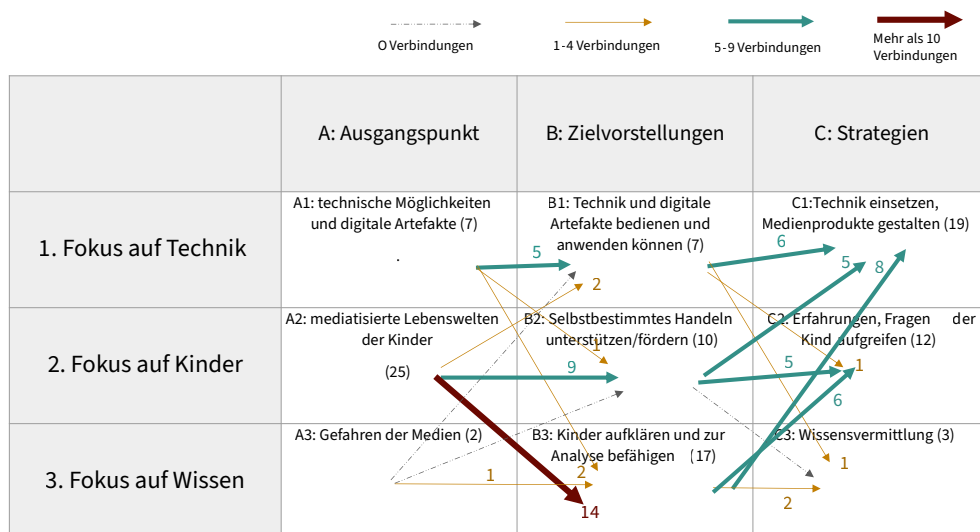 0 Verbindungen
1-4 Verbindungen
5-9 Verbindungen
Mehr als 10
Verbindungen
A: Ausgangspunkt
B: Zielvorstellungen
C: Strategien
1. Fokus auf Technik
A1: technische Möglichkeiten
und digitale Artefakte (7)
.
B1: Technik und digitale
Artefakte bedienen und
anwenden können (7)
C1:Technik einsetzen,
Medienprodukte gestalten (19)
5
2
6
5
8
2. Fokus auf Kinder
A2: mediatisierte Lebenswelten
der Kinder
(25)
B2: Selbstbestimmtes Handeln
unterstützen/fördern (10)
C2: Erfahrungen, Fragen der
Kind aufgreifen (12)
1
9
5
1
6
3. Fokus auf Wissen
A3: Gefahren der Medien (2)
B3: Kinder aufklären und zur
Analyse befähigen (17)
C3: Wissensvermittlung (3)
1
2
14
1
2